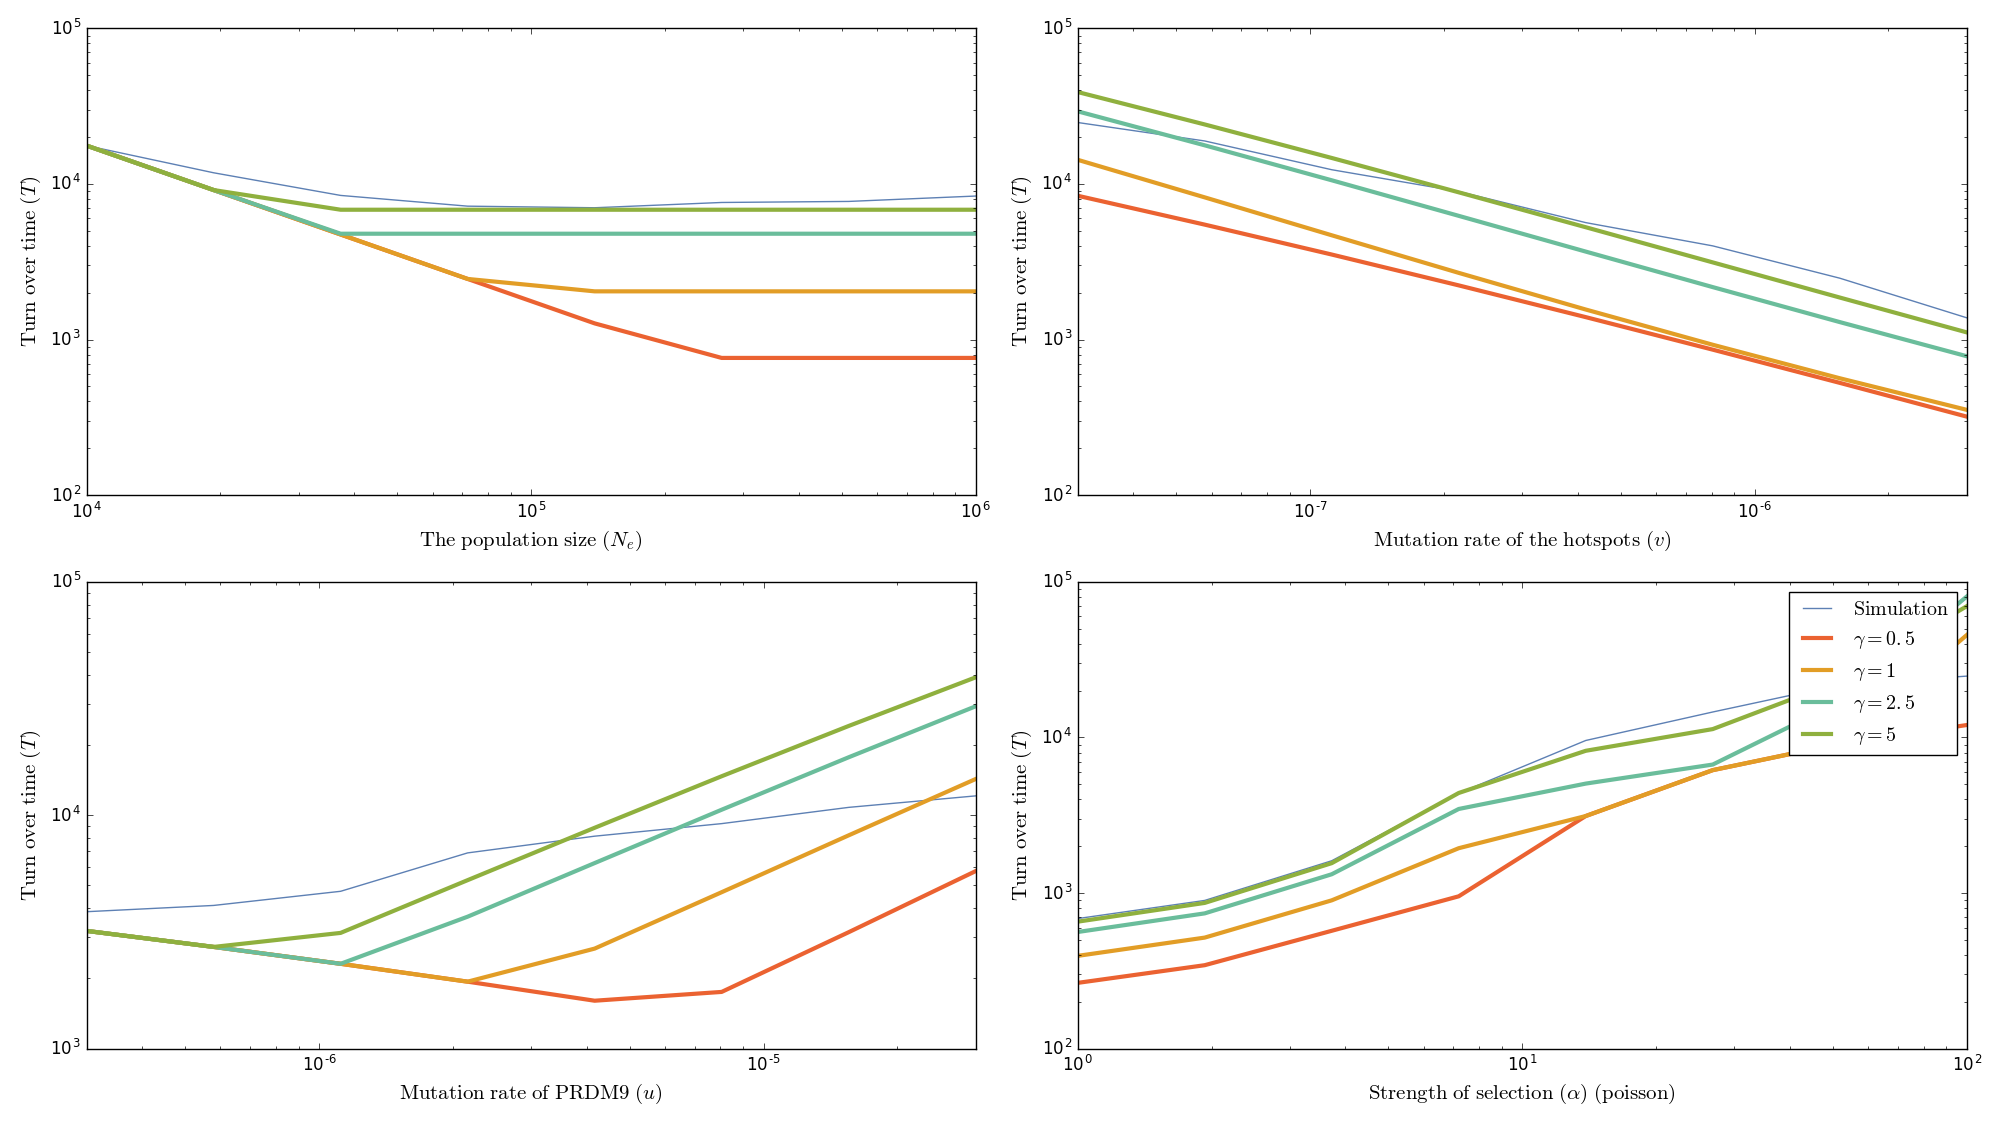 10^5
10^4
10^3
10^2
Turn over time (T)
10^4
10^5
10^6
The population size (N_e)
10^5
10^4
10^3
10^2
Turn over time (T)
10^-7
10^-6
Mutation rate of the hotspots (v)
10^5
10^4
10^3
Turn over time (T)
10^-6
10^-5
Mutation rate of PRDM9 (u)
10^5
10^4
10^3
10^2
Turn over time (T)
10^0
10^1
10^2
Strength of selection (α) (poisson)
Simulation
γ=0.5
γ=1
γ=2.5
γ=5